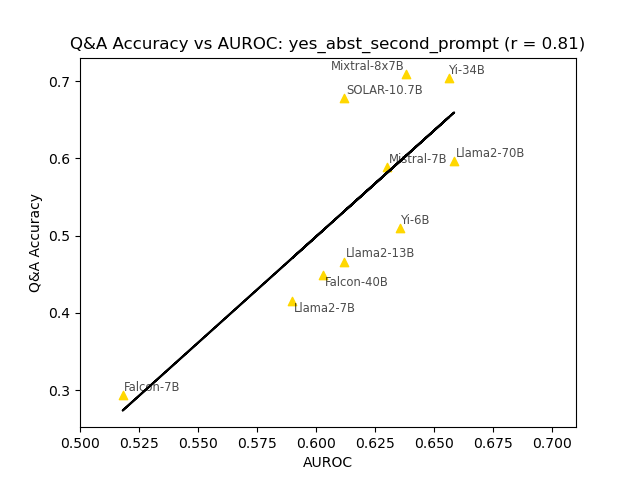 Q&A Accuracy vs AUROC: yes_abst_second_prompt (r = 0.81)
Mixtral-8x7B
Yi-34B
SOLAR-10.7B
Mistral-7B
Llama2-70B
Yi-6B
Llama2-13B
Falcon-40B
Llama2-7B
Falcon-7B
Q&A Accuracy
0.7
0.6
0.5
0.4
0.3
0.500 0.525 0.550 0.575 0.600 0.625 0.650 0.675 0.700
AUROC